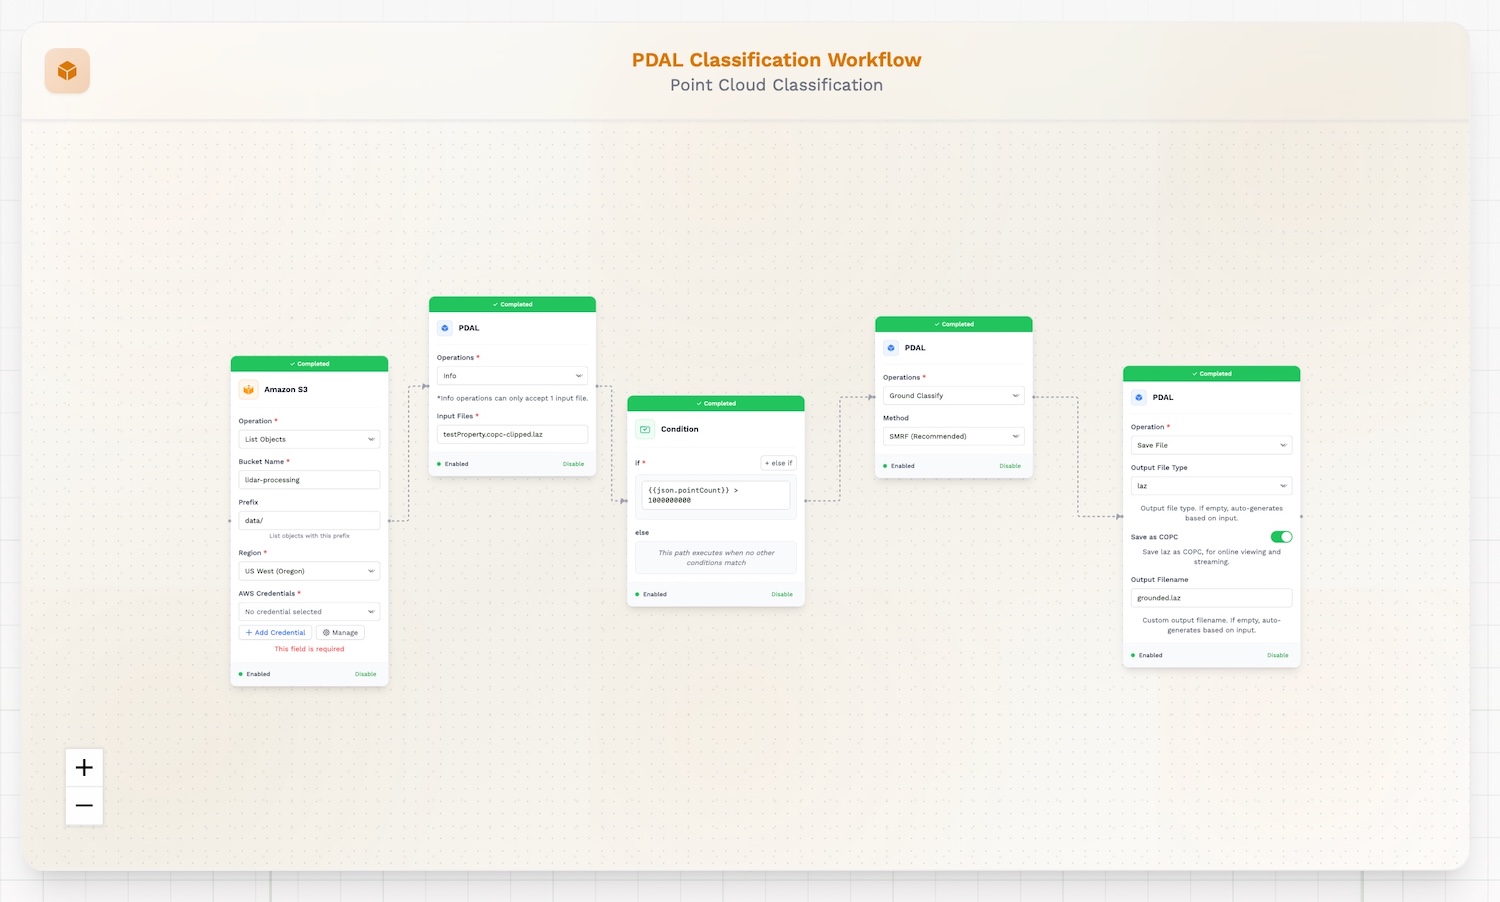 PDAL Classification Workflow
Point Cloud Classification
✓ Completed
Amazon S3
Operation *
List Objects
Bucket Name *
lidar-processing
Prefix
data/
List objects with this prefix
Region *
US West (Oregon)
AWS Credentials *
No credential selected
+ Add Credential
Manage
This field is required
Enabled
Disable
✓ Completed
PDAL
Operations *
Info
*Info operations can only accept 1 input file.
Input Files *
testProperty.copc-clipped.laz
Enabled
Disable
✓ Completed
Condition
if *
+ else if
{{json.pointCount}} >
1000000000
else
This path executes when no other
conditions match
Enabled
Disable
✓ Completed
PDAL
Operations *
Ground Classify
Method
SMRF (Recommended)
Enabled
Disable
✓ Completed
PDAL
Operation *
Save File
Output File Type
laz
Output file type. If empty, auto-generates
based on input.
Save as COPC
Save laz as COPC, for online viewing and
streaming.
Output Filename
grounded.laz
Custom output filename. If empty, auto-
generates based on input.
Enabled
Disable
+
−